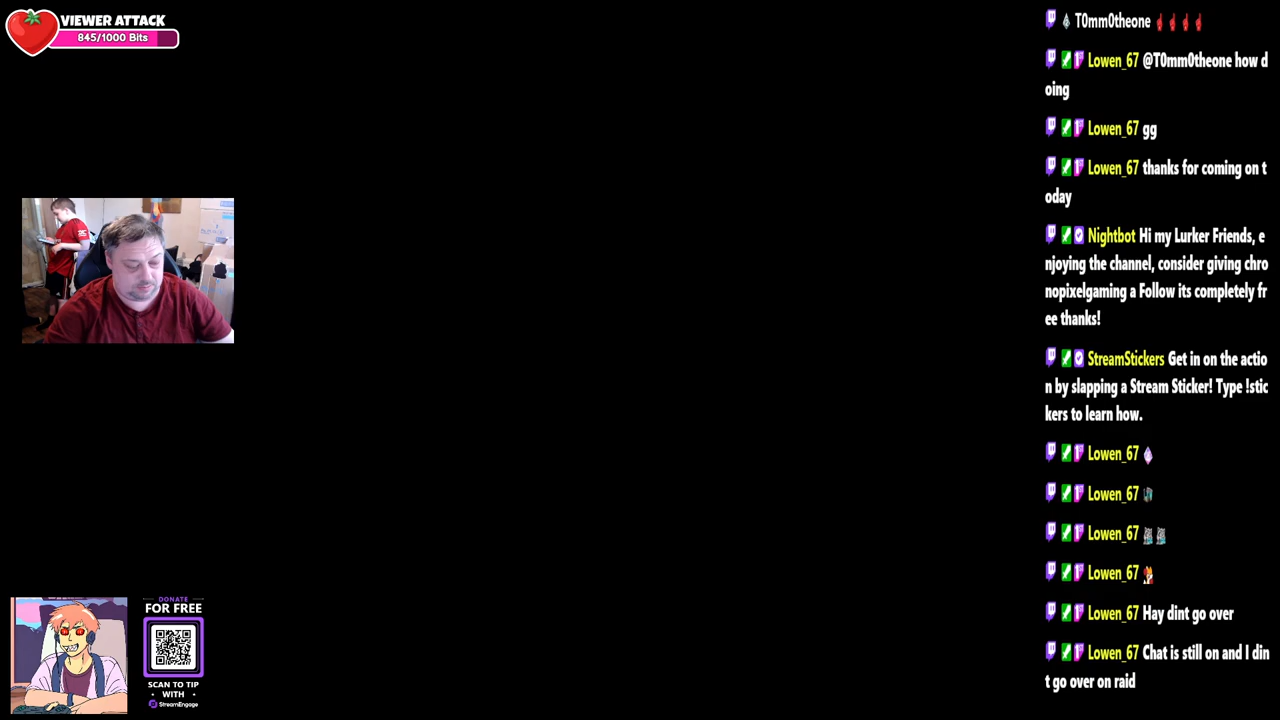 VIEWER ATTACK
845/1000 Bits
T0mm0theone
Lowen_67 @T0mm0theone how d
oing
Lowen_67 gg
Lowen_67 thanks for coming on t
oday
Nightbot Hi my Lurker Friends, e
njoying the channel, consider giving chro
nopixelgaming a Follow its completely fr
ee thanks!
StreamStickers Get in on the actio
n by slapping a Stream Sticker! Type !stic
kers to learn how.
Lowen_67
Lowen_67
Lowen_67
Lowen_67
Lowen_67 Hay dint go over
Lowen_67 Chat is still on and I din
t go over on raid
DONATE
FOR FREE
SCAN TO TIP
• WITH •
StreamEngage